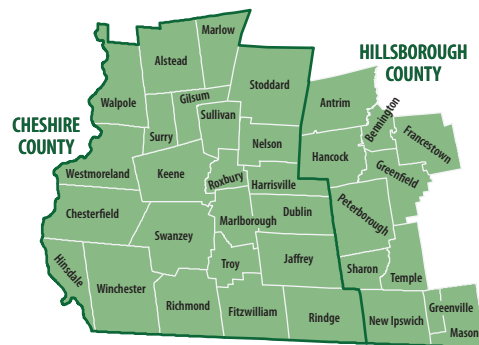 Marlow
Alstead
HILLSBOROUGH
COUNTY
Stoddard
Walpole
Gilsum
Antrim
Sullivan
Bennington
CHESHIRE
COUNTY
Surry
Francestown
Nelson
Hancock
Westmoreland
Keene
Roxbury
Harrisville
Greenfield
Chesterfield
Marlborough
Dublin
Peterborough
Swanzey
Hinsdale
Troy
Jaffrey
Sharon
Temple
Winchester
Richmond
Fitzwilliam
Rindge
New Ipswich
Greenville
Mason